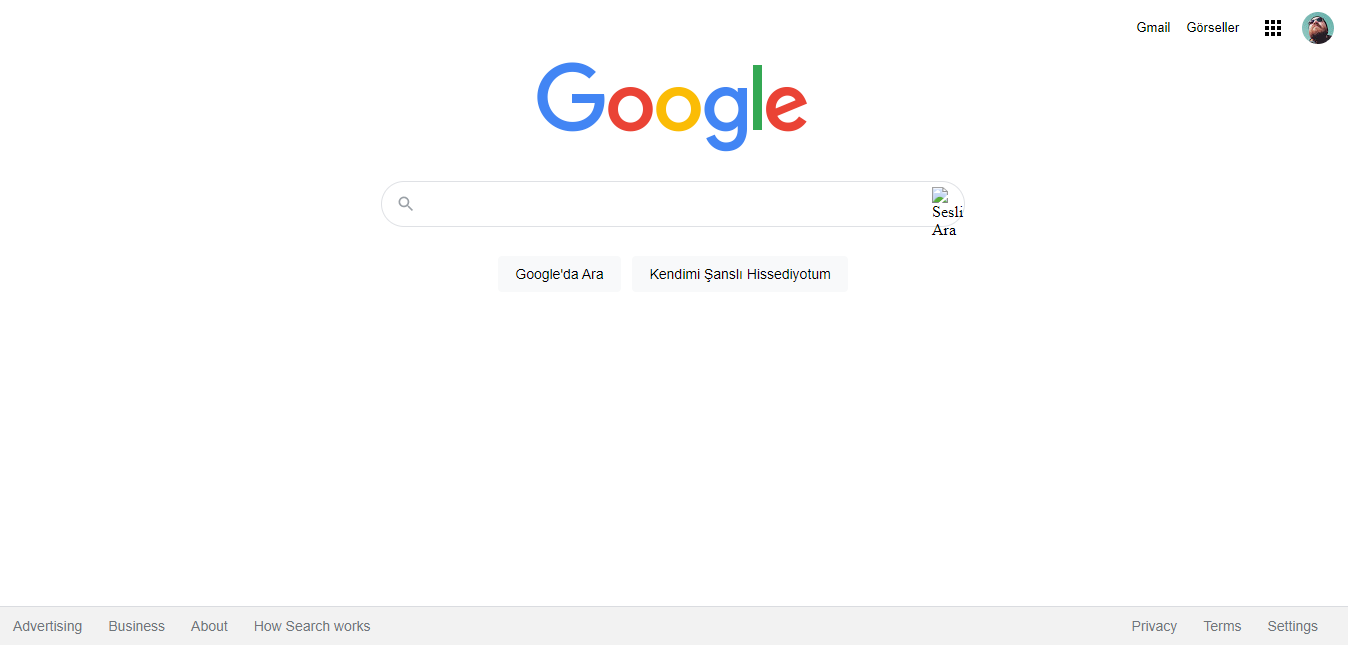 Gmail Görseller
Google
Sesli
Ara
Google'da Ara Kendimi Şanslı Hissediyotum
Advertising Business About How Search works Privacy Terms Settings